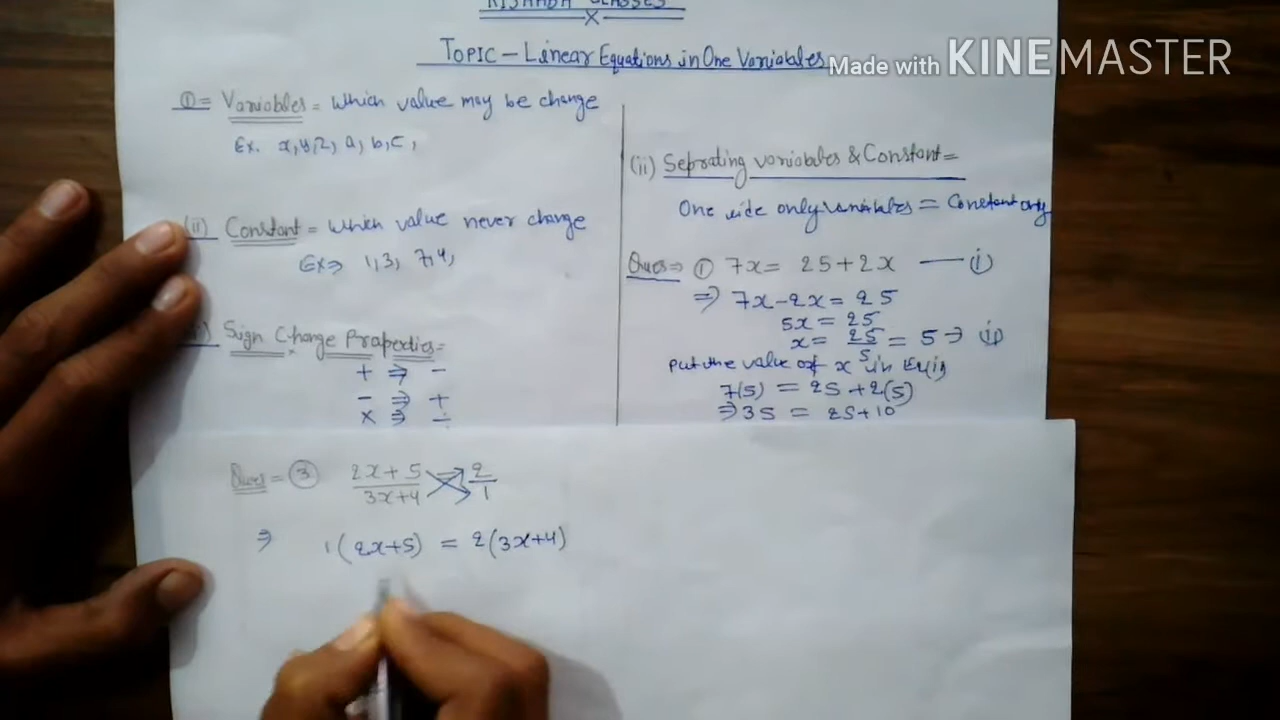 RISHABH CLASSES
X
TOPIC – Linear Equations in One Variables
Made with KINEMASTER
① = Variables = Which value may be change
Ex. x, y, z, a, b, c,
(ii) Constant = Which value never change
Ex ⇒ 1, 3, 7, 4,
Sign Change Properties =
+ ⇒ -
- ⇒ +
× ⇒ ÷
(ii) Seprating variables & Constant =
One side only variables = Constant only
Ques ⇒ ① 7x = 25 + 2x — (i)
⇒ 7x - 2x = 25
5x = 25
x = 25/5 = 5 → (ii)
put the value of x in Eq(i)
7(5) = 25 + 2(5)
⇒ 35 = 25 + 10
Ques = ③ (2x + 5)/(3x + 4) = 2/1
⇒ 1(2x+5) = 2(3x+4)